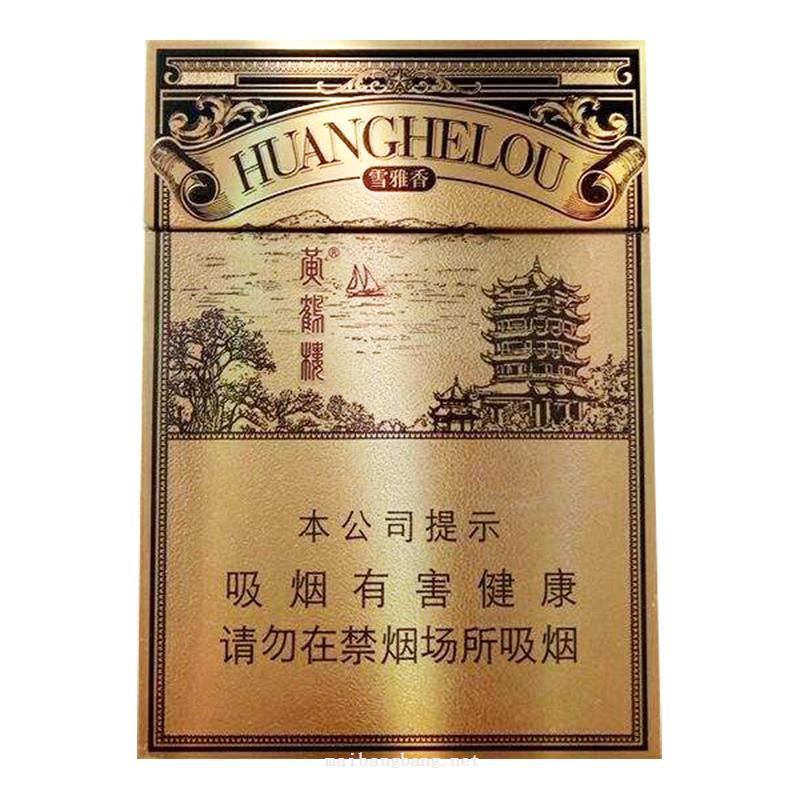 HUANGHELOU
雪雅香
黄鹤楼®
本公司提示
吸烟有害健康
请勿在禁烟场所吸烟
maibangbang.net